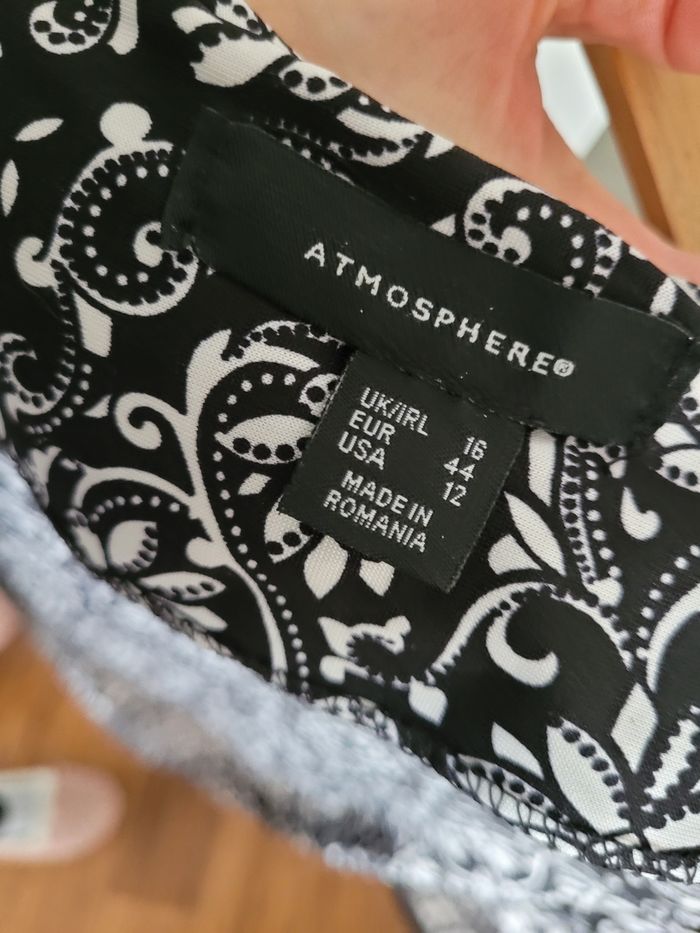 ATMOSPHERE®
UK/IRL 16
EUR 44
USA 12
MADE IN
ROMANIA